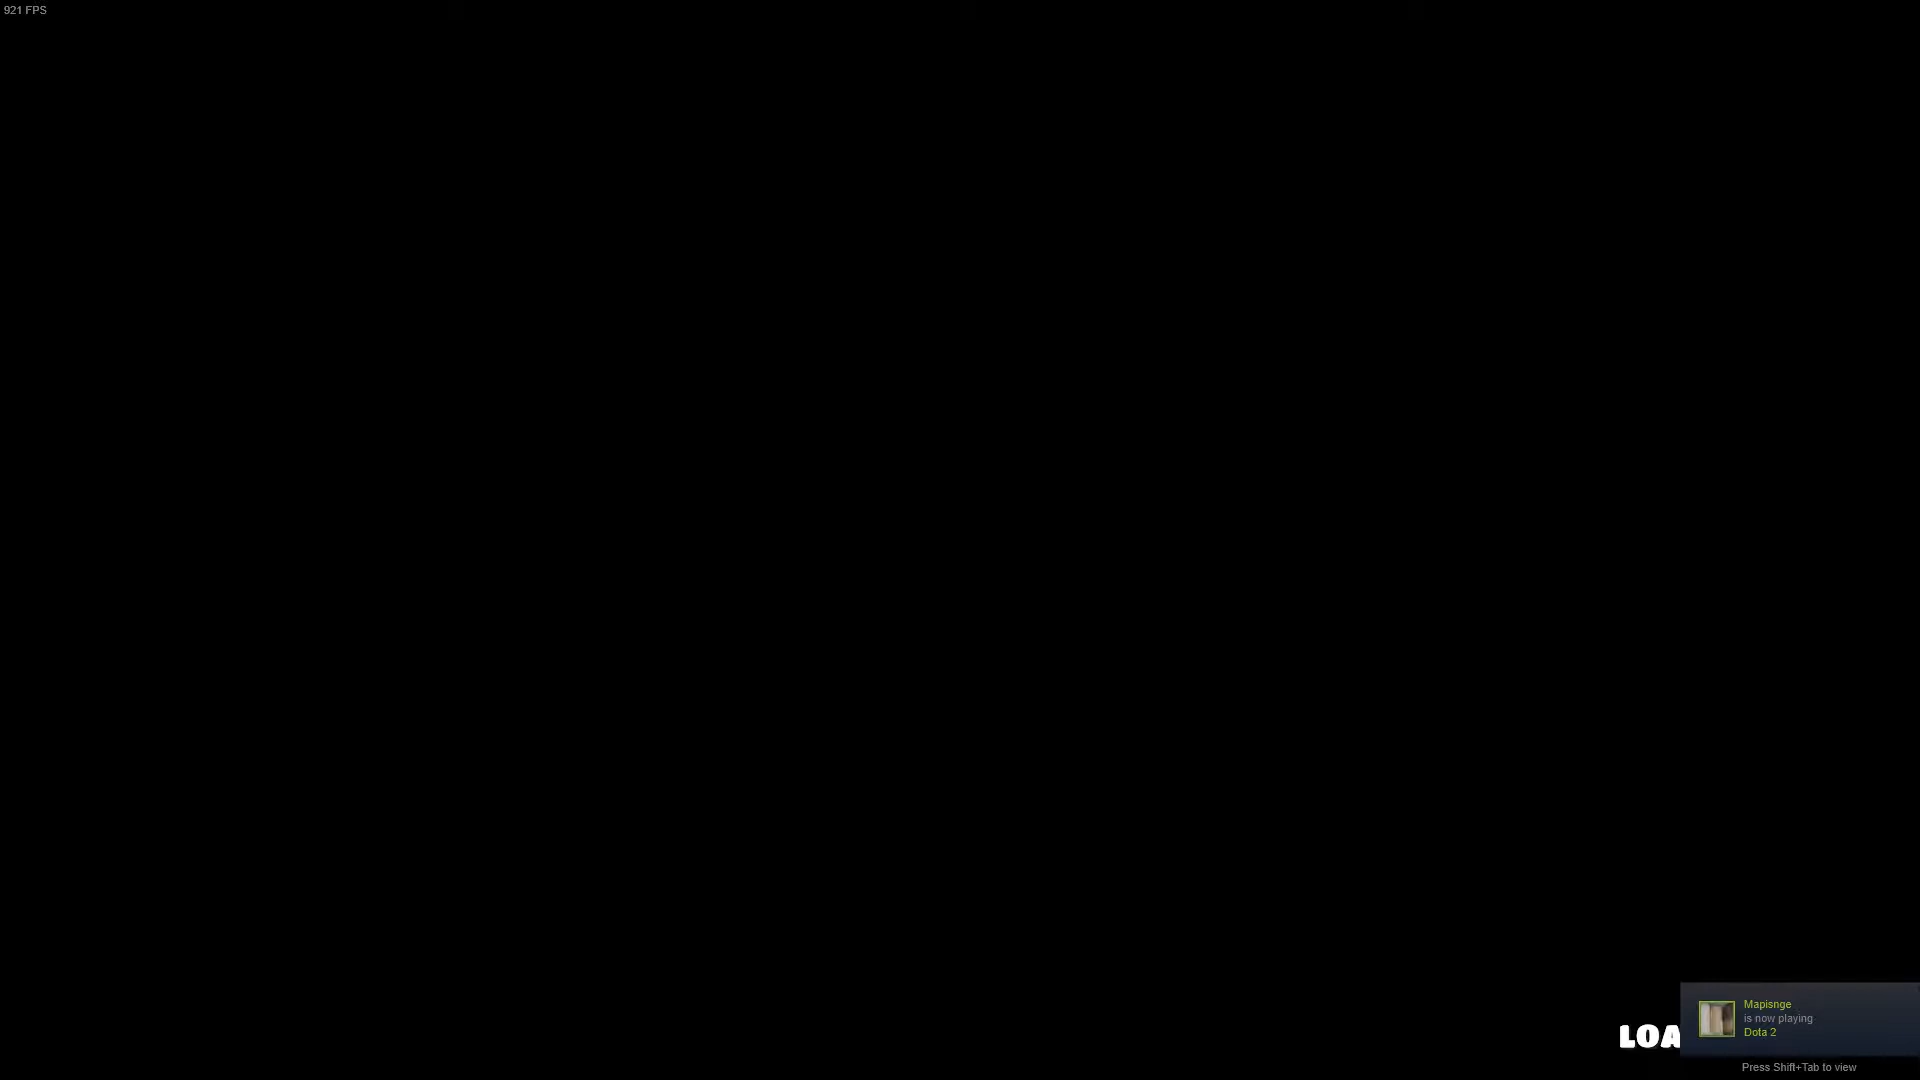 921 FPS
Mapisnge
is now playing
Dota 2
LOA
Press Shift+Tab to view